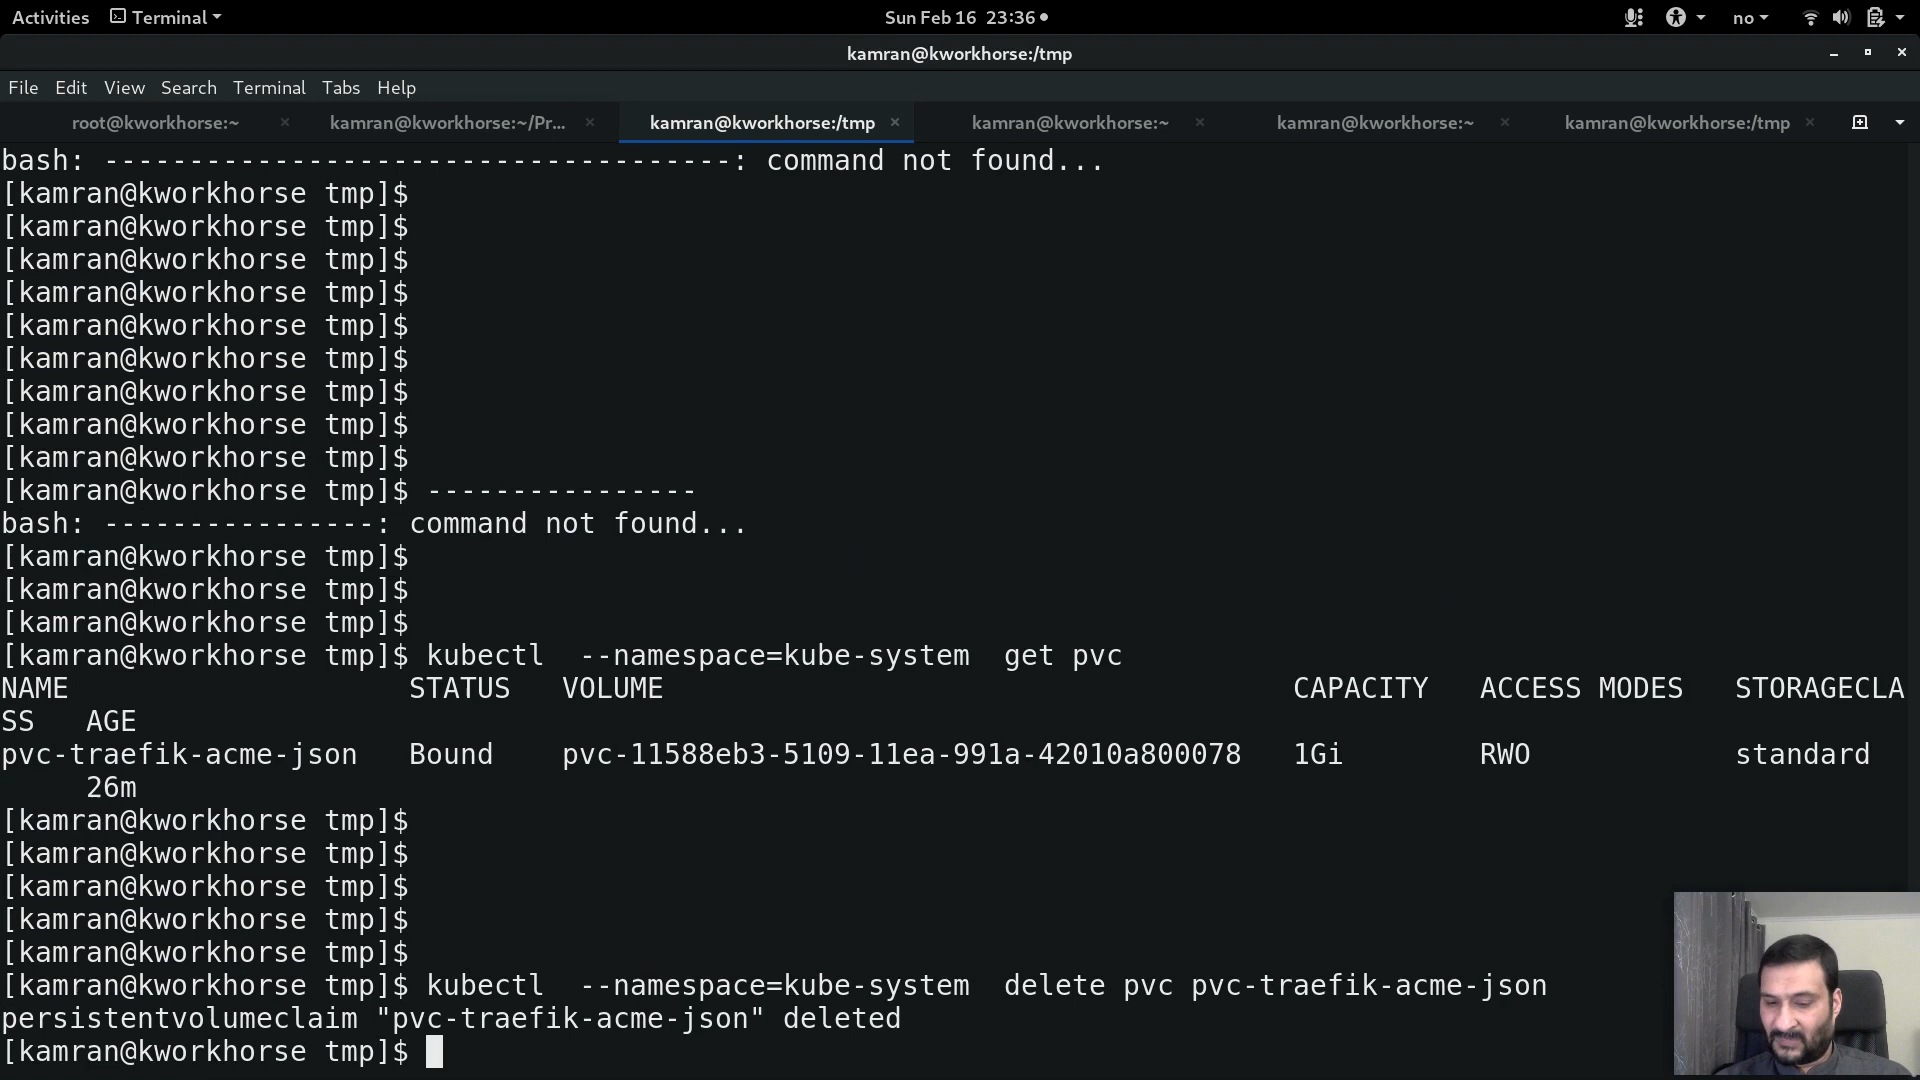 Activities Terminal Sun Feb 16 23:36 no
kamran@kworkhorse:/tmp
File Edit View Search Terminal Tabs Help
root@kworkhorse:~ kamran@kworkhorse:~/Pr... kamran@kworkhorse:/tmp kamran@kworkhorse:~ kamran@kworkhorse:~ kamran@kworkhorse:/tmp
bash: -------------------------------------: command not found...
[kamran@kworkhorse tmp]$
[kamran@kworkhorse tmp]$
[kamran@kworkhorse tmp]$
[kamran@kworkhorse tmp]$
[kamran@kworkhorse tmp]$
[kamran@kworkhorse tmp]$
[kamran@kworkhorse tmp]$
[kamran@kworkhorse tmp]$
[kamran@kworkhorse tmp]$
[kamran@kworkhorse tmp]$ ----------------
bash: ----------------: command not found...
[kamran@kworkhorse tmp]$
[kamran@kworkhorse tmp]$
[kamran@kworkhorse tmp]$
[kamran@kworkhorse tmp]$ kubectl  --namespace=kube-system  get pvc
NAME                    STATUS   VOLUME                                     CAPACITY   ACCESS MODES   STORAGECLA
SS   AGE
pvc-traefik-acme-json   Bound    pvc-11588eb3-5109-11ea-991a-42010a800078   1Gi        RWO            standard
     26m
[kamran@kworkhorse tmp]$
[kamran@kworkhorse tmp]$
[kamran@kworkhorse tmp]$
[kamran@kworkhorse tmp]$
[kamran@kworkhorse tmp]$
[kamran@kworkhorse tmp]$ kubectl  --namespace=kube-system  delete pvc pvc-traefik-acme-json
persistentvolumeclaim "pvc-traefik-acme-json" deleted
[kamran@kworkhorse tmp]$